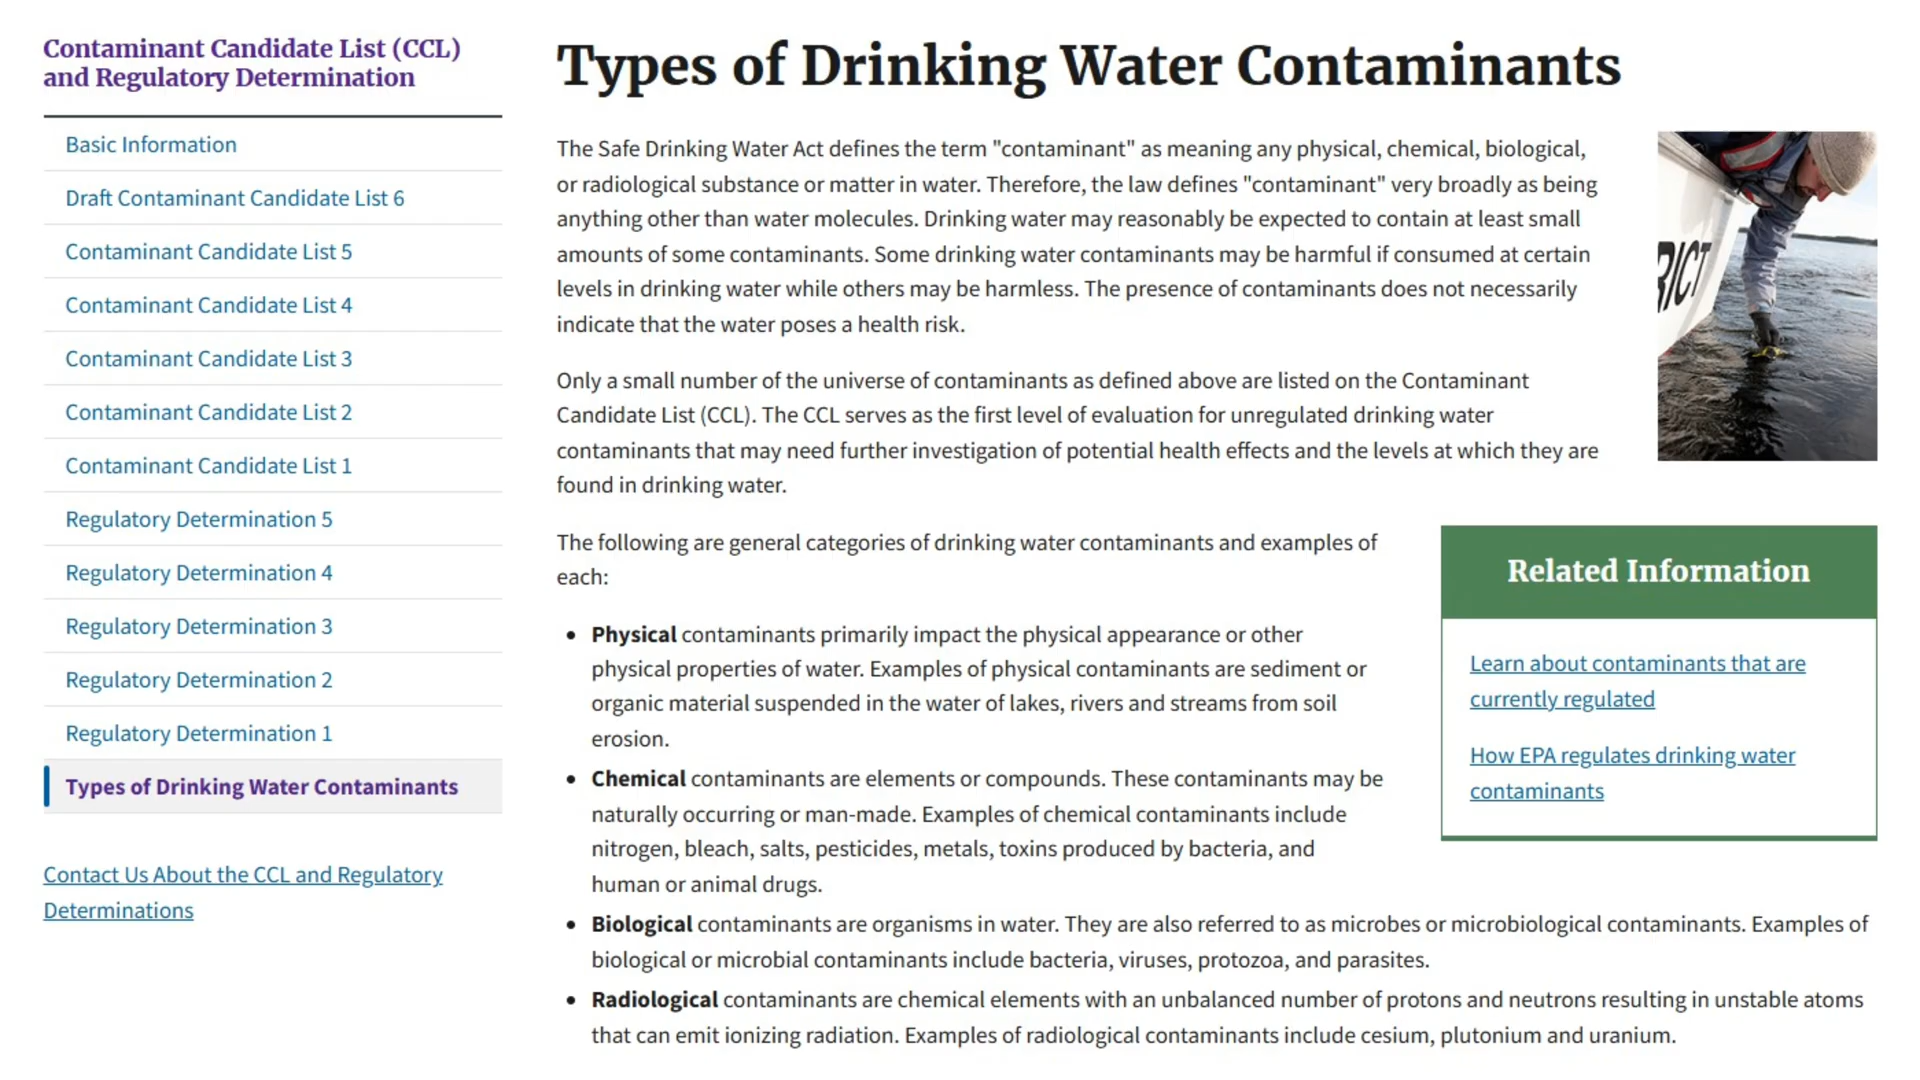 Contaminant Candidate List (CCL)
and Regulatory Determination
Basic Information
Draft Contaminant Candidate List 6
Contaminant Candidate List 5
Contaminant Candidate List 4
Contaminant Candidate List 3
Contaminant Candidate List 2
Contaminant Candidate List 1
Regulatory Determination 5
Regulatory Determination 4
Regulatory Determination 3
Regulatory Determination 2
Regulatory Determination 1
Types of Drinking Water Contaminants
Contact Us About the CCL and Regulatory
Determinations
Types of Drinking Water Contaminants
The Safe Drinking Water Act defines the term "contaminant" as meaning any physical, chemical, biological,
or radiological substance or matter in water. Therefore, the law defines "contaminant" very broadly as being
anything other than water molecules. Drinking water may reasonably be expected to contain at least small
amounts of some contaminants. Some drinking water contaminants may be harmful if consumed at certain
levels in drinking water while others may be harmless. The presence of contaminants does not necessarily
indicate that the water poses a health risk.
RICT
Only a small number of the universe of contaminants as defined above are listed on the Contaminant
Candidate List (CCL). The CCL serves as the first level of evaluation for unregulated drinking water
contaminants that may need further investigation of potential health effects and the levels at which they are
found in drinking water.
The following are general categories of drinking water contaminants and examples of
each:
• Physical contaminants primarily impact the physical appearance or other
physical properties of water. Examples of physical contaminants are sediment or
organic material suspended in the water of lakes, rivers and streams from soil
erosion.
• Chemical contaminants are elements or compounds. These contaminants may be
naturally occurring or man-made. Examples of chemical contaminants include
nitrogen, bleach, salts, pesticides, metals, toxins produced by bacteria, and
human or animal drugs.
• Biological contaminants are organisms in water. They are also referred to as microbes or microbiological contaminants. Examples of
biological or microbial contaminants include bacteria, viruses, protozoa, and parasites.
• Radiological contaminants are chemical elements with an unbalanced number of protons and neutrons resulting in unstable atoms
that can emit ionizing radiation. Examples of radiological contaminants include cesium, plutonium and uranium.
Related Information
Learn about contaminants that are
currently regulated
How EPA regulates drinking water
contaminants